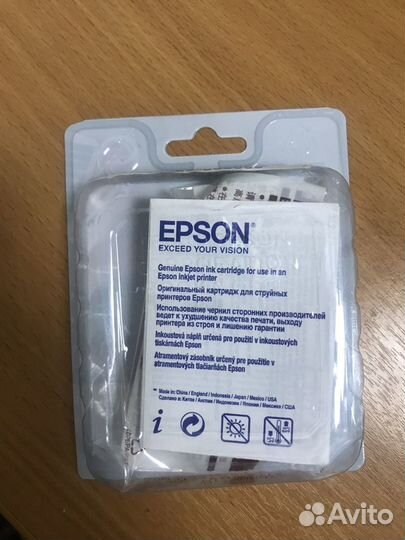 EPSON
EXCEED YOUR VISION
Genuine Epson ink cartridge for use in an
Epson inkjet printer
Оригинальный картридж для струйных
принтеров Epson
Использование чернил сторонних производителей
ведет к ухудшению качества печати, выходу
принтера из строя и лишению гарантии
Inkoustová náplň určená pro použití v inkoustových
tiskárnách Epson
Atramentový zásobník určený pre použitie v
atramentových tlačiarňach Epson
Made in: China / England / Indonesia / Japan / Mexico / USA
Сделано в: Китае / Англии / Индонезии / Японии / Мексике / США
i
Avito